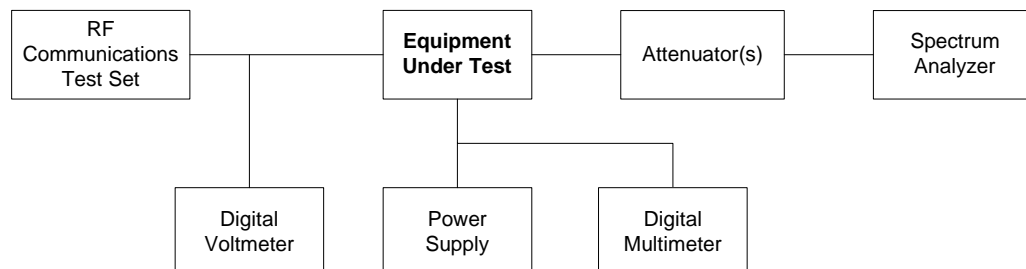 RF
Communications
Test Set
Equipment
Under Test
Attenuator(s)
Spectrum
Analyzer
Digital
Voltmeter
Power
Supply
Digital
Multimeter